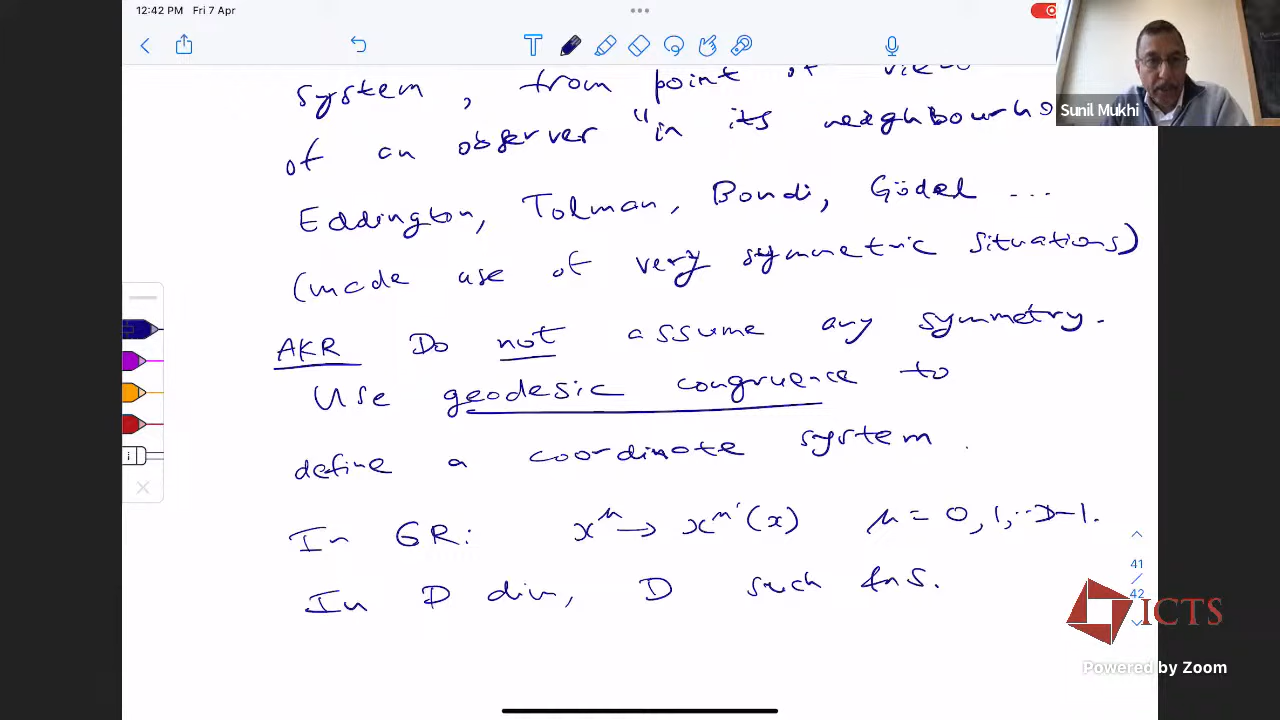 12:42 PM Fri 7 Apr
system, from point of view
of an observer "in its neighbourho
Sunil Mukhi
Eddington, Tolman, Bondi, Gödel ...
(made use of very symmetric situations)
AKR Do not assume any symmetry.
Use geodesic congruence to
define a coordinate system.
In GR: x^μ → x^μ'(x) μ = 0, 1, .. D-1.
In D dim, D such fns.
41
/
42
ICTS
Powered by Zoom